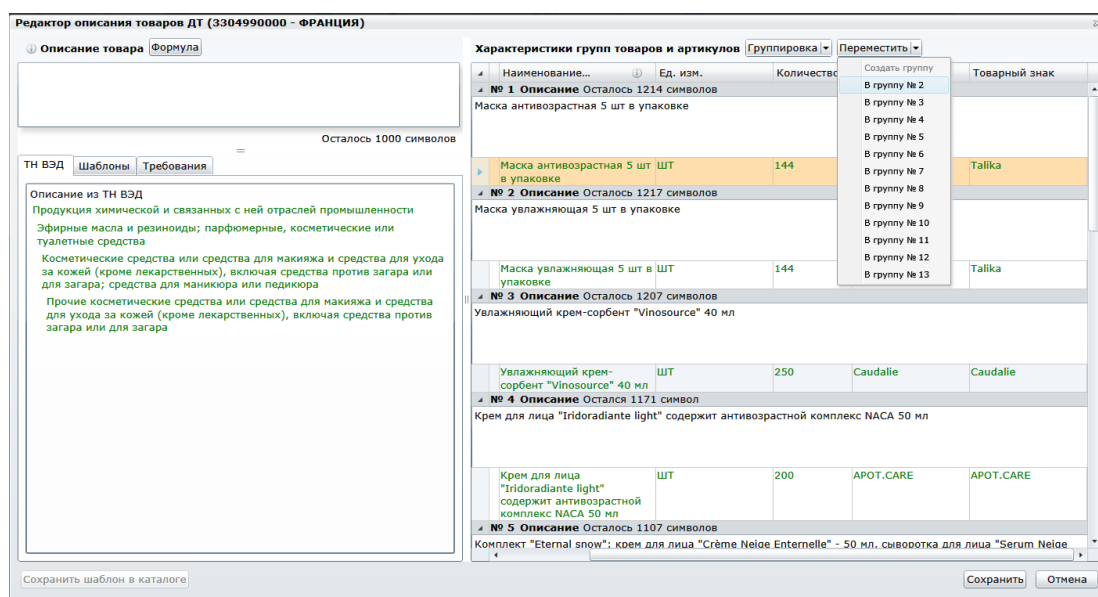 Редактор описания товаров ДТ (3304990000 - ФРАНЦИЯ)
Описание товара Формула
Осталось 1000 символов
ТН ВЭД Шаблоны Требования
Описание из ТН ВЭД
Продукция химической и связанных с ней отраслей промышленности
Эфирные масла и резиноиды; парфюмерные, косметические или
туалетные средства
Косметические средства или средства для макияжа и средства для ухода
за кожей (кроме лекарственных), включая средства против загара или
для загара; средства для маникюра или педикюра
Прочие косметические средства или средства для макияжа и средства
для ухода за кожей (кроме лекарственных), включая средства против
загара или для загара
Характеристики групп товаров и артикулов Группировка Переместить
Наименование... Ед. изм. Количество Товарный знак
№ 1 Описание Осталось 1214 символов
Маска антивозрастная 5 шт в упаковке
Маска антивозрастная 5 шт ШТ 144 Talika
в упаковке
№ 2 Описание Осталось 1217 символов
Маска увлажняющая 5 шт в упаковке
Маска увлажняющая 5 шт в ШТ 144 Talika
упаковке
№ 3 Описание Осталось 1207 символов
Увлажняющий крем-сорбент "Vinosource" 40 мл
Увлажняющий крем- ШТ 250 Caudalie Caudalie
сорбент "Vinosource" 40 мл
№ 4 Описание Остался 1171 символ
Крем для лица "Iridoradiante light" содержит антивозрастной комплекс NACA 50 мл
Крем для лица ШТ 200 APOT.CARE APOT.CARE
"Iridoradiante light"
содержит антивозрастной
комплекс NACA 50 мл
№ 5 Описание Осталось 1107 символов
Комплект "Eternal snow": крем для лица "Crème Neige Enternelle" - 50 мл, сыворотка для лица "Serum Neige
Создать группу
В группу № 2
В группу № 3
В группу № 4
В группу № 5
В группу № 6
В группу № 7
В группу № 8
В группу № 9
В группу № 10
В группу № 11
В группу № 12
В группу № 13
Сохранить шаблон в каталоге Сохранить Отмена